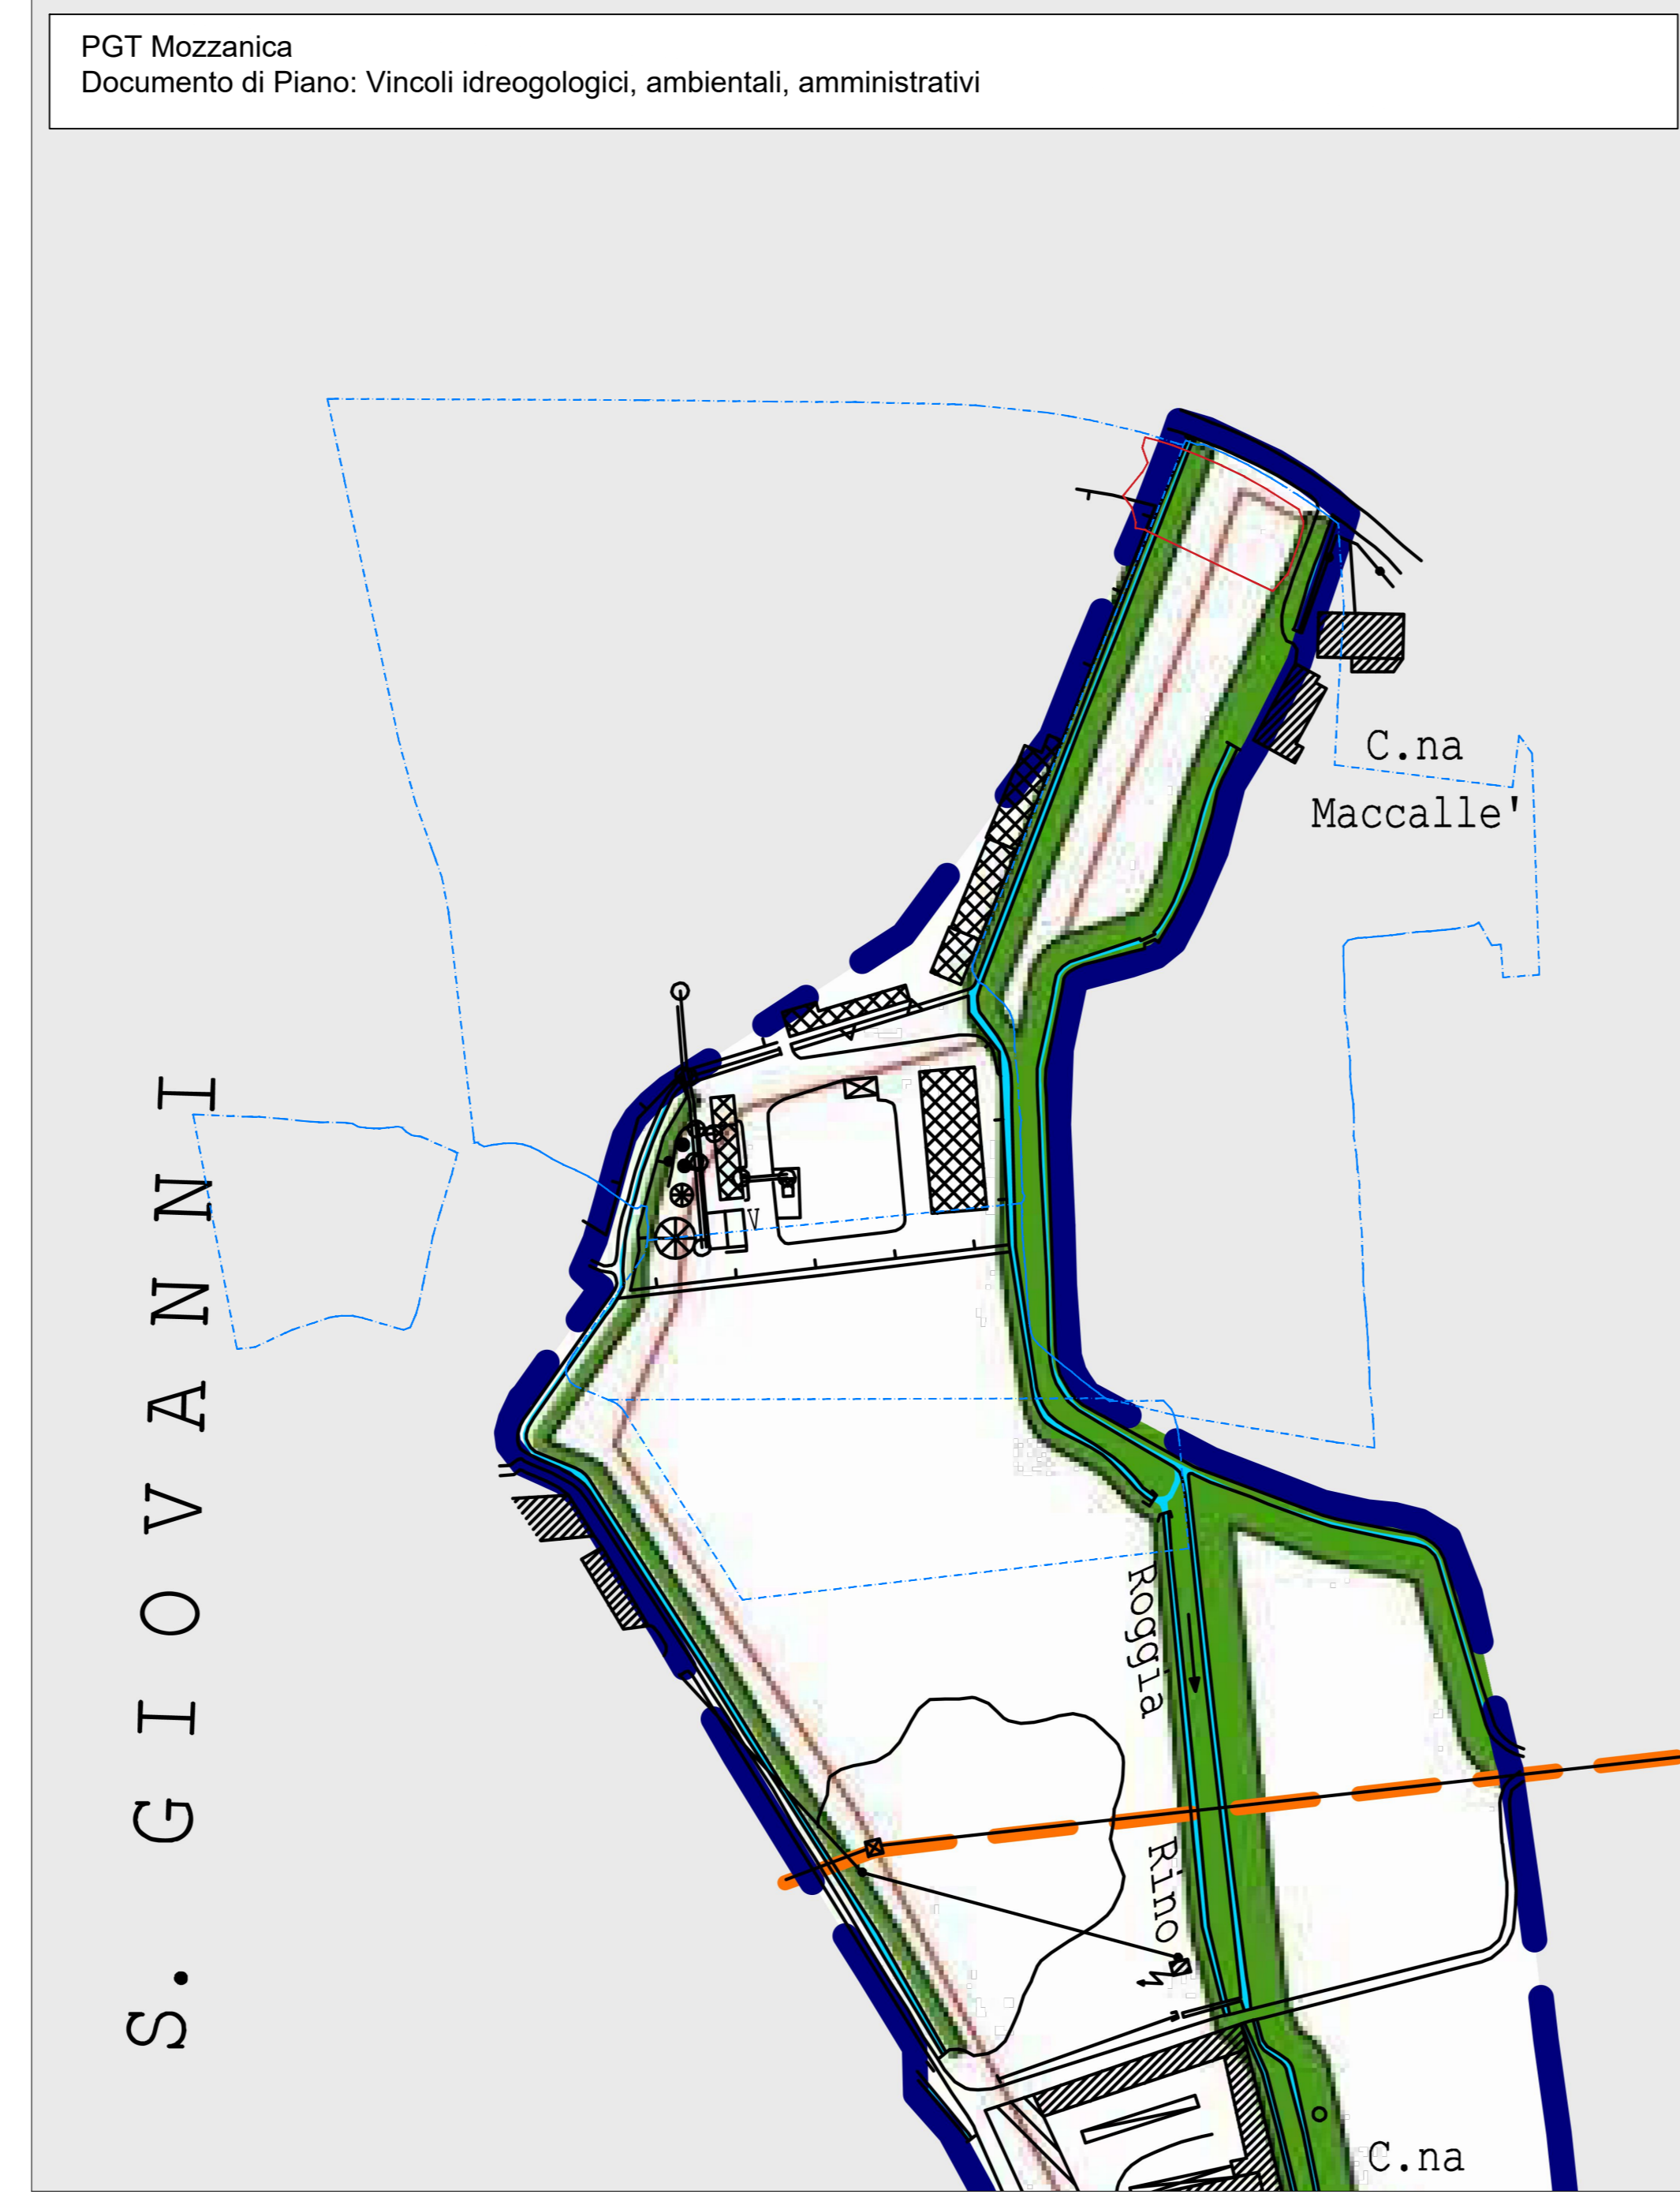 PGT Mozzanica
Documento di Piano: Vincoli idreogologici, ambientali, amministrativi
C.na
Maccalle'
S. GIOVANNI
V
Roggia
Rino
C.na